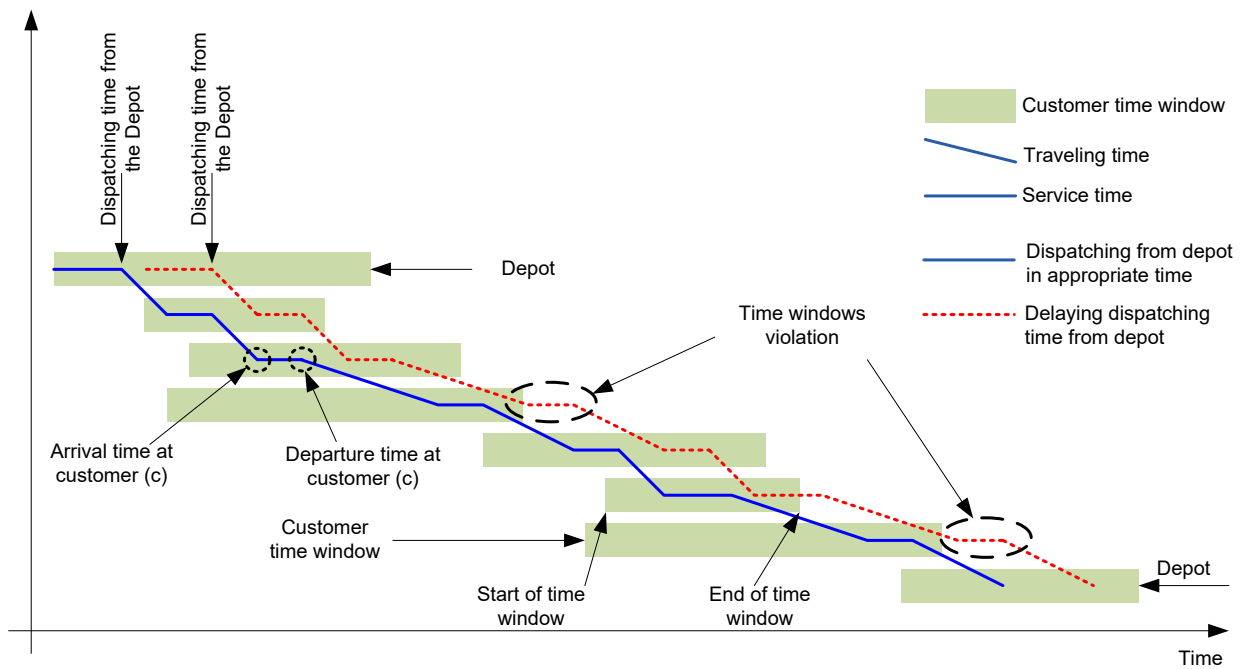 Dispatching time from
the Depot
Dispatching time from
the Depot
Customer time window
Traveling time
Service time
Dispatching from depot
in appropriate time
Delaying dispatching
time from depot
Depot
Time windows
violation
Arrival time at
customer (c)
Departure time at
customer (c)
Customer
time window
Start of time
window
End of time
window
Depot
Time